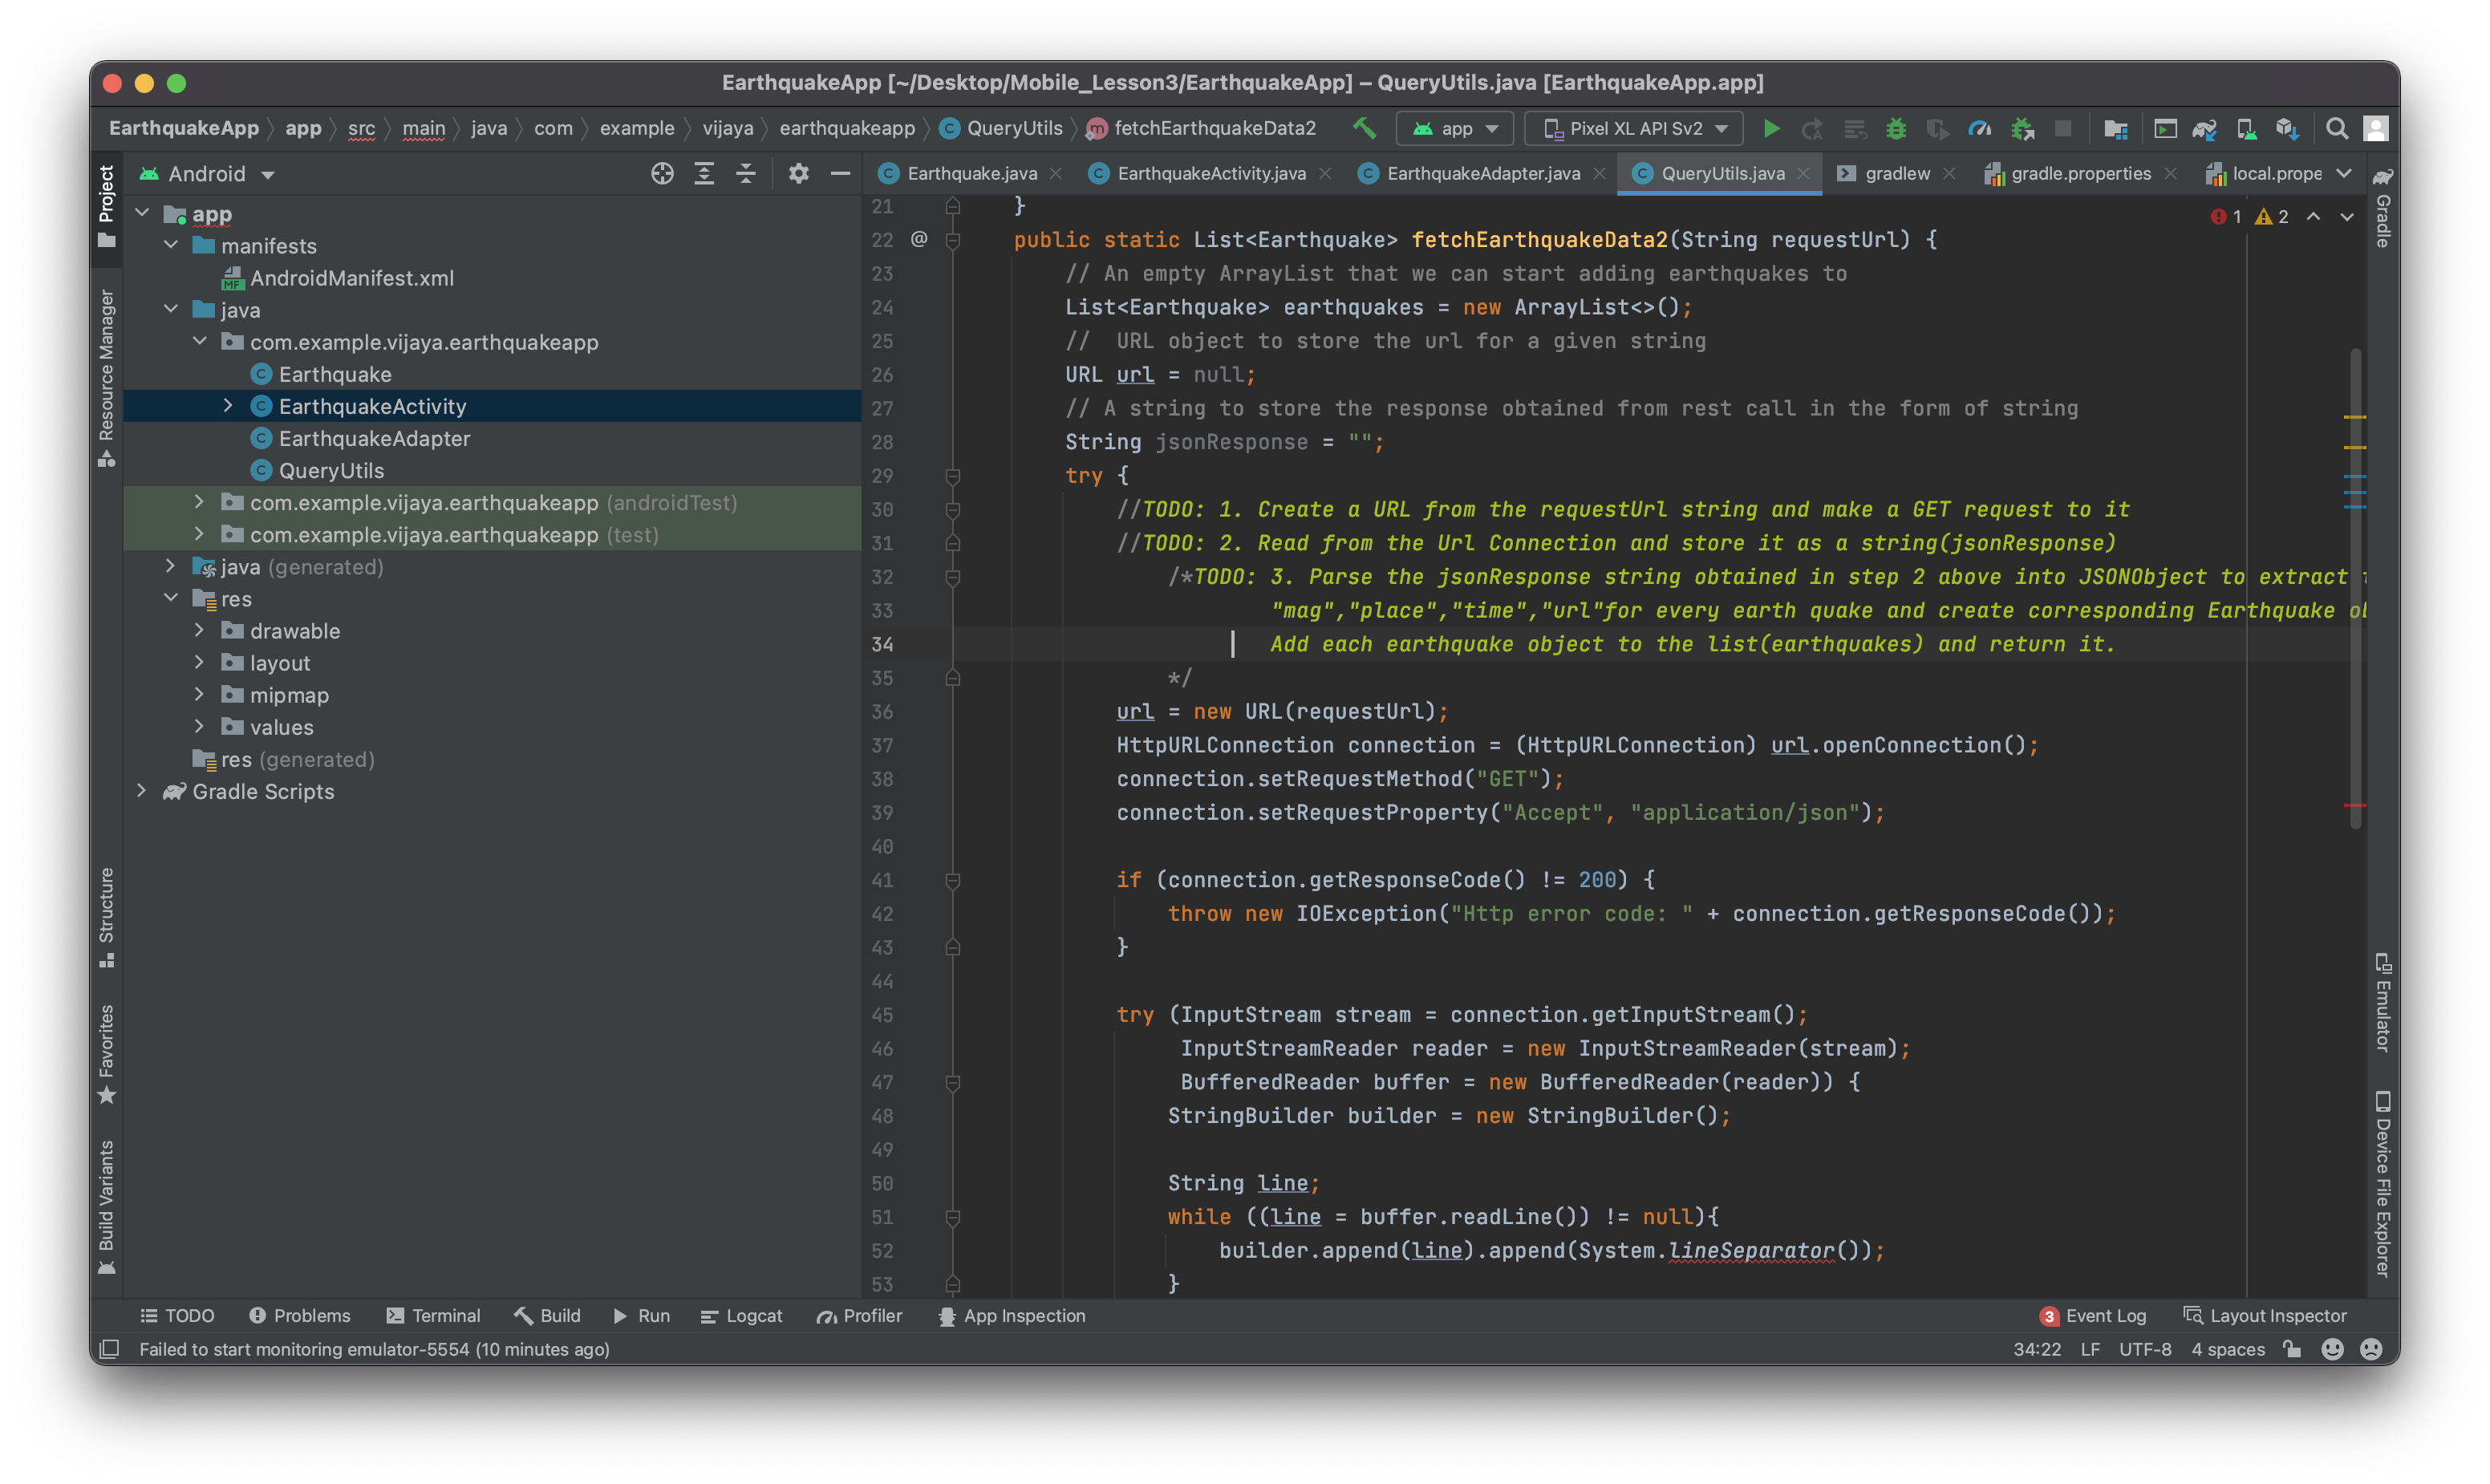 EarthquakeApp [~/Desktop/Mobile_Lesson3/EarthquakeApp] – QueryUtils.java [EarthquakeApp.app]
EarthquakeApp app src main java com example vijaya earthquakeapp QueryUtils fetchEarthquakeData2 app Pixel XL API Sv2
Project
Resource Manager
Structure
Favorites
Build Variants
Android
app
manifests
AndroidManifest.xml
java
com.example.vijaya.earthquakeapp
Earthquake
EarthquakeActivity
EarthquakeAdapter
QueryUtils
com.example.vijaya.earthquakeapp (androidTest)
com.example.vijaya.earthquakeapp (test)
java (generated)
res
drawable
layout
mipmap
values
res (generated)
Gradle Scripts
Earthquake.java EarthquakeActivity.java EarthquakeAdapter.java QueryUtils.java gradlew gradle.properties local.prope
1 2
21 }
22 @ public static List<Earthquake> fetchEarthquakeData2(String requestUrl) {
23 // An empty ArrayList that we can start adding earthquakes to
24 List<Earthquake> earthquakes = new ArrayList<>();
25 //  URL object to store the url for a given string
26 URL url = null;
27 // A string to store the response obtained from rest call in the form of string
28 String jsonResponse = "";
29 try {
30 //TODO: 1. Create a URL from the requestUrl string and make a GET request to it
31 //TODO: 2. Read from the Url Connection and store it as a string(jsonResponse)
32 /*TODO: 3. Parse the jsonResponse string obtained in step 2 above into JSONObject to extract
33 "mag","place","time","url"for every earth quake and create corresponding Earthquake
34 Add each earthquake object to the list(earthquakes) and return it.
35 */
36 url = new URL(requestUrl);
37 HttpURLConnection connection = (HttpURLConnection) url.openConnection();
38 connection.setRequestMethod("GET");
39 connection.setRequestProperty("Accept", "application/json");
40
41 if (connection.getResponseCode() != 200) {
42 throw new IOException("Http error code: " + connection.getResponseCode());
43 }
44
45 try (InputStream stream = connection.getInputStream();
46 InputStreamReader reader = new InputStreamReader(stream);
47 BufferedReader buffer = new BufferedReader(reader)) {
48 StringBuilder builder = new StringBuilder();
49
50 String line;
51 while ((line = buffer.readLine()) != null){
52 builder.append(line).append(System.lineSeparator());
53 }
Gradle
Emulator
Device File Explorer
TODO Problems Terminal Build Run Logcat Profiler App Inspection 3 Event Log Layout Inspector
Failed to start monitoring emulator-5554 (10 minutes ago) 34:22 LF UTF-8 4 spaces